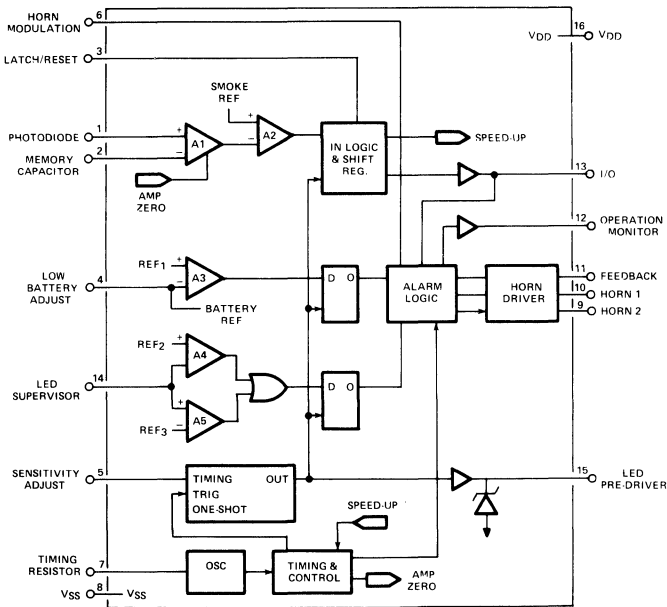 HORN
MODULATION
6
LATCH/RESET
3
16
VDD
VDD
SMOKE
REF
+
PHOTODIODE
1
+
A1
−
MEMORY
CAPACITOR
2
A2
−
IN LOGIC
& SHIFT
REG.
SPEED-UP
13
I/O
AMP
ZERO
12
OPERATION
MONITOR
REF1
+
A3
−
LOW
BATTERY
ADJUST
4
BATTERY
REF
D O
ALARM
LOGIC
HORN
DRIVER
11
FEEDBACK
10
HORN 1
9
HORN 2
REF2
+
A4
−
14
LED
SUPERVISOR
+
A5
REF3
−
D O
SENSITIVITY
ADJUST
5
TIMING OUT
TRIG
ONE-SHOT
15
LED
PRE-DRIVER
SPEED-UP
TIMING
RESISTOR
7
OSC
TIMING &
CONTROL
AMP
ZERO
8
VSS
VSS